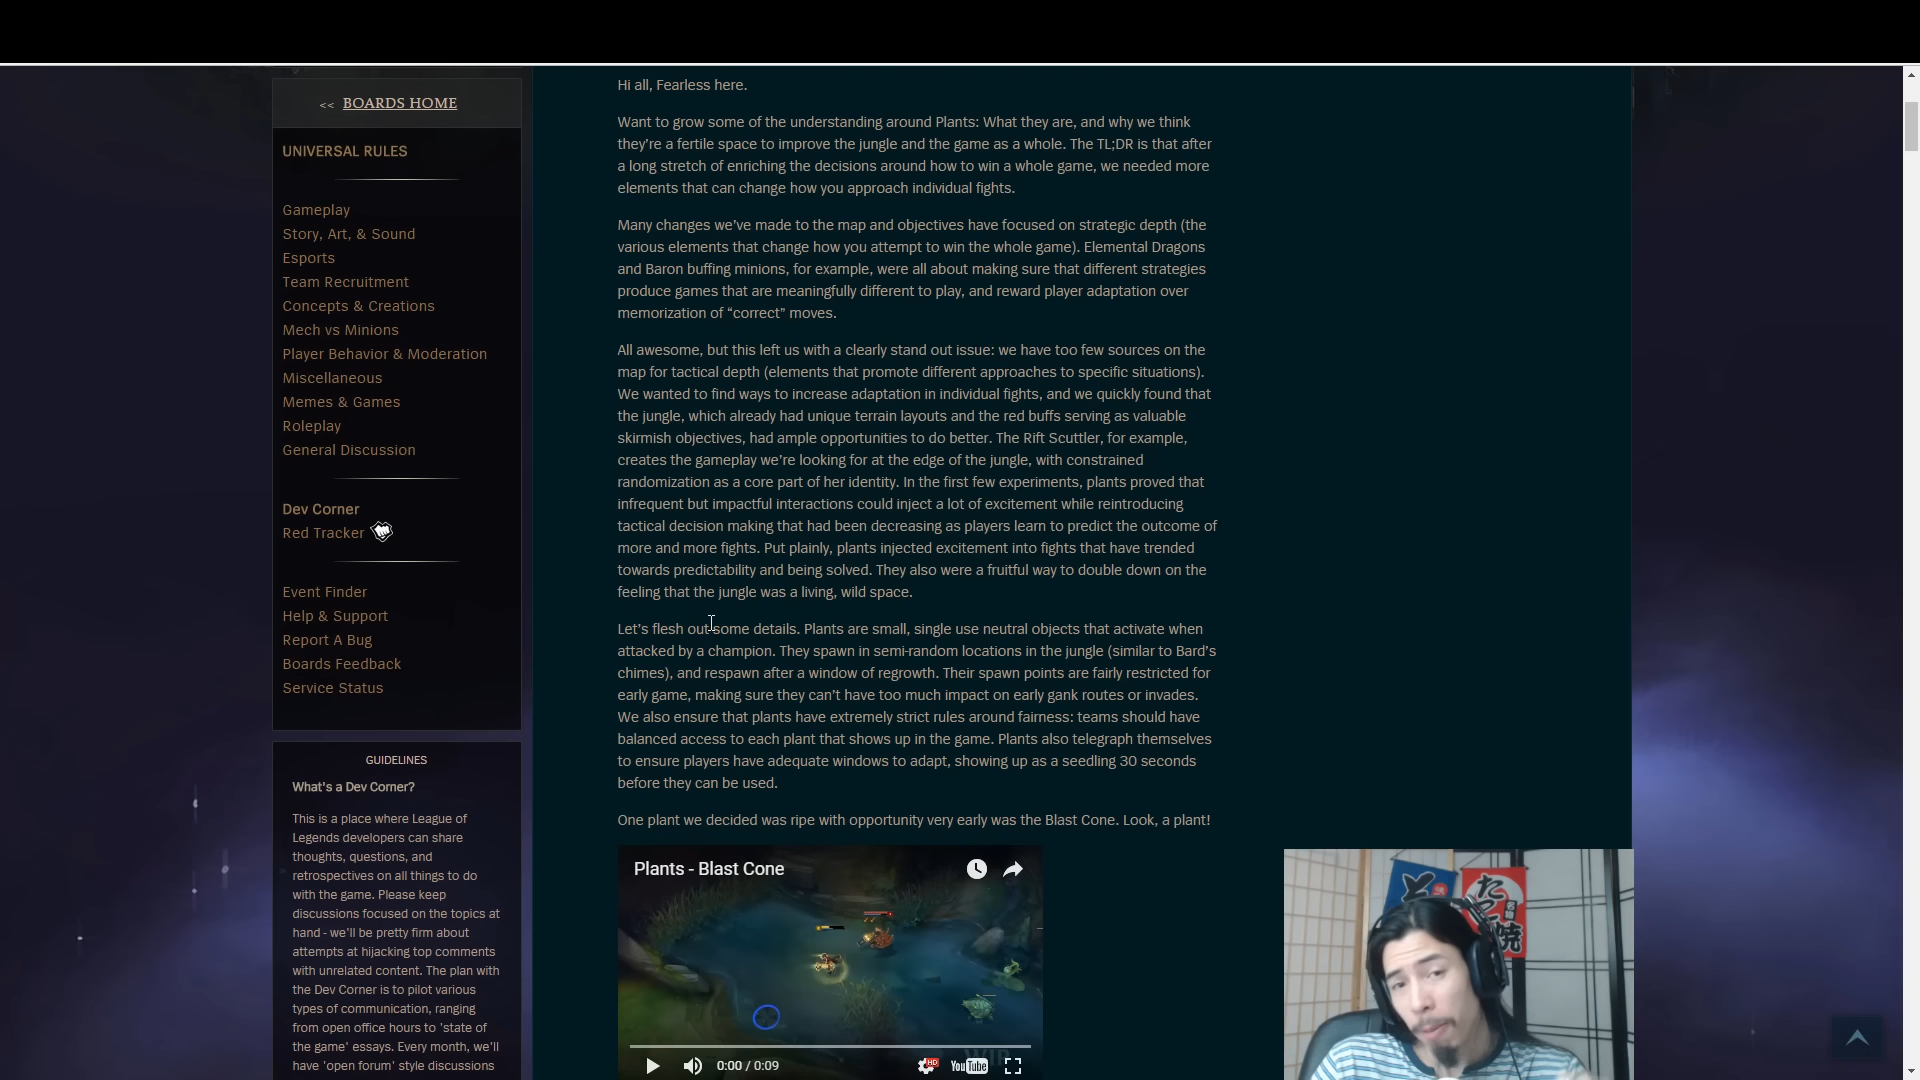 << BOARDS HOME
UNIVERSAL RULES
Gameplay
Story, Art, & Sound
Esports
Team Recruitment
Concepts & Creations
Mech vs Minions
Player Behavior & Moderation
Miscellaneous
Memes & Games
Roleplay
General Discussion
Dev Corner
Red Tracker
Event Finder
Help & Support
Report A Bug
Boards Feedback
Service Status
GUIDELINES
What's a Dev Corner?
This is a place where League of
Legends developers can share
thoughts, questions, and
retrospectives on all things to do
with the game. Please keep
discussions focused on the topics at
hand - we'll be pretty firm about
attempts at hijacking top comments
with unrelated content. The plan with
the Dev Corner is to pilot various
types of communication, ranging
from open office hours to 'state of
the game' essays. Every month, we'll
have 'open forum' style discussions
Hi all, Fearless here.
Want to grow some of the understanding around Plants: What they are, and why we think
they’re a fertile space to improve the jungle and the game as a whole. The TL;DR is that after
a long stretch of enriching the decisions around how to win a whole game, we needed more
elements that can change how you approach individual fights.
Many changes we’ve made to the map and objectives have focused on strategic depth (the
various elements that change how you attempt to win the whole game). Elemental Dragons
and Baron buffing minions, for example, were all about making sure that different strategies
produce games that are meaningfully different to play, and reward player adaptation over
memorization of “correct” moves.
All awesome, but this left us with a clearly stand out issue: we have too few sources on the
map for tactical depth (elements that promote different approaches to specific situations).
We wanted to find ways to increase adaptation in individual fights, and we quickly found that
the jungle, which already had unique terrain layouts and the red buffs serving as valuable
skirmish objectives, had ample opportunities to do better. The Rift Scuttler, for example,
creates the gameplay we’re looking for at the edge of the jungle, with constrained
randomization as a core part of her identity. In the first few experiments, plants proved that
infrequent but impactful interactions could inject a lot of excitement while reintroducing
tactical decision making that had been decreasing as players learn to predict the outcome of
more and more fights. Put plainly, plants injected excitement into fights that have trended
towards predictability and being solved. They also were a fruitful way to double down on the
feeling that the jungle was a living, wild space.
Let’s flesh out some details. Plants are small, single use neutral objects that activate when
attacked by a champion. They spawn in semi-random locations in the jungle (similar to Bard’s
chimes), and respawn after a window of regrowth. Their spawn points are fairly restricted for
early game, making sure they can’t have too much impact on early gank routes or invades.
We also ensure that plants have extremely strict rules around fairness: teams should have
balanced access to each plant that shows up in the game. Plants also telegraph themselves
to ensure players have adequate windows to adapt, showing up as a seedling 30 seconds
before they can be used.
One plant we decided was ripe with opportunity very early was the Blast Cone. Look, a plant!
Plants - Blast Cone
0:00 / 0:09
HD
YouTube